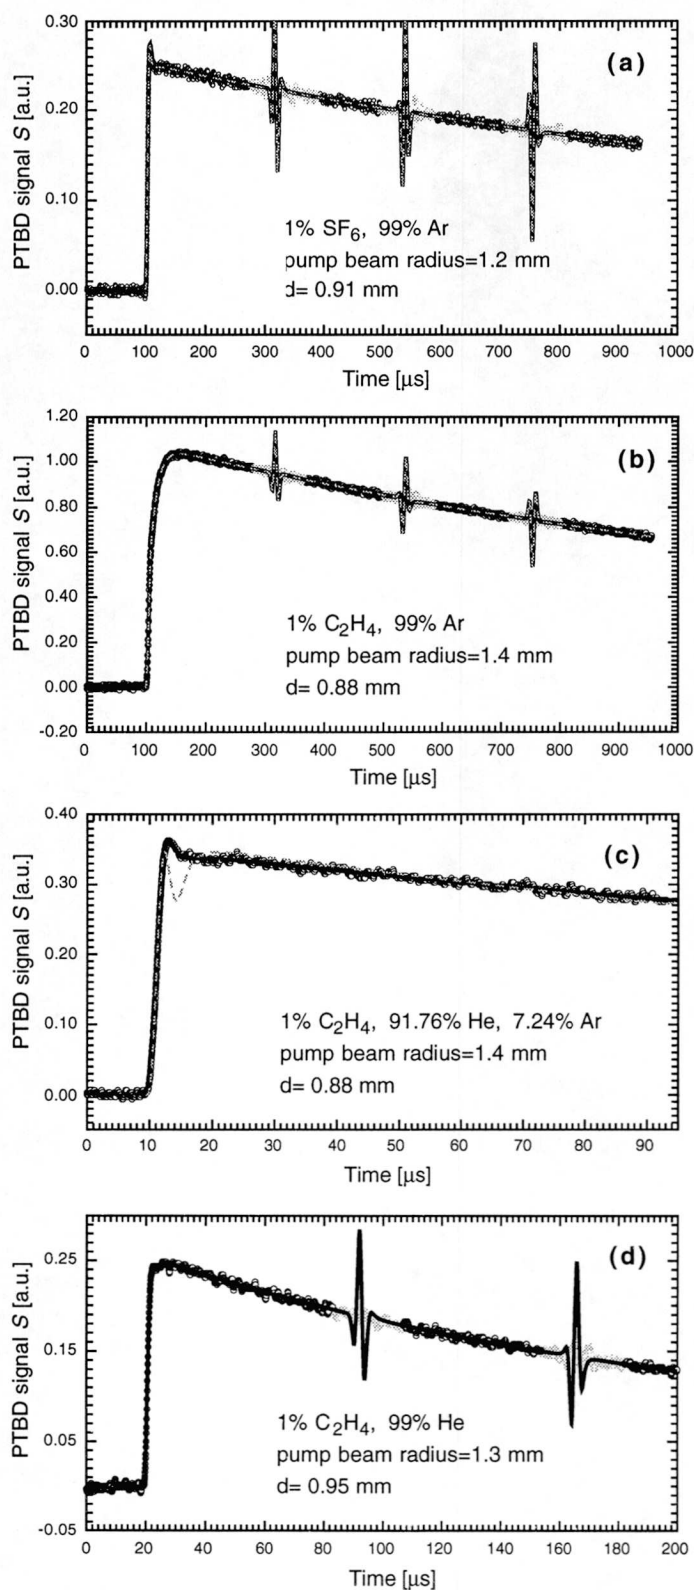 0.30
(a)
0.20
0.10
0.00
PTBD signal S [a.u.]
1% SF6, 99% Ar
pump beam radius=1.2 mm
d= 0.91 mm
0 100 200 300 400 500 600 700 800 900 1000
Time [μs]
1.20
(b)
1.00
0.80
0.60
0.40
0.20
0.00
-0.20
PTBD signal S [a.u.]
1% C2H4, 99% Ar
pump beam radius=1.4 mm
d= 0.88 mm
0 100 200 300 400 500 600 700 800 900 1000
Time [μs]
0.40
(c)
0.30
0.20
0.10
0.00
PTBD signal S [a.u.]
1% C2H4, 91.76% He, 7.24% Ar
pump beam radius=1.4 mm
d= 0.88 mm
0 10 20 30 40 50 60 70 80 90
Time [μs]
(d)
0.25
0.15
0.05
-0.05
PTBD signal S [a.u.]
1% C2H4, 99% He
pump beam radius=1.3 mm
d= 0.95 mm
0 20 40 60 80 100 120 140 160 180 200
Time [μs]